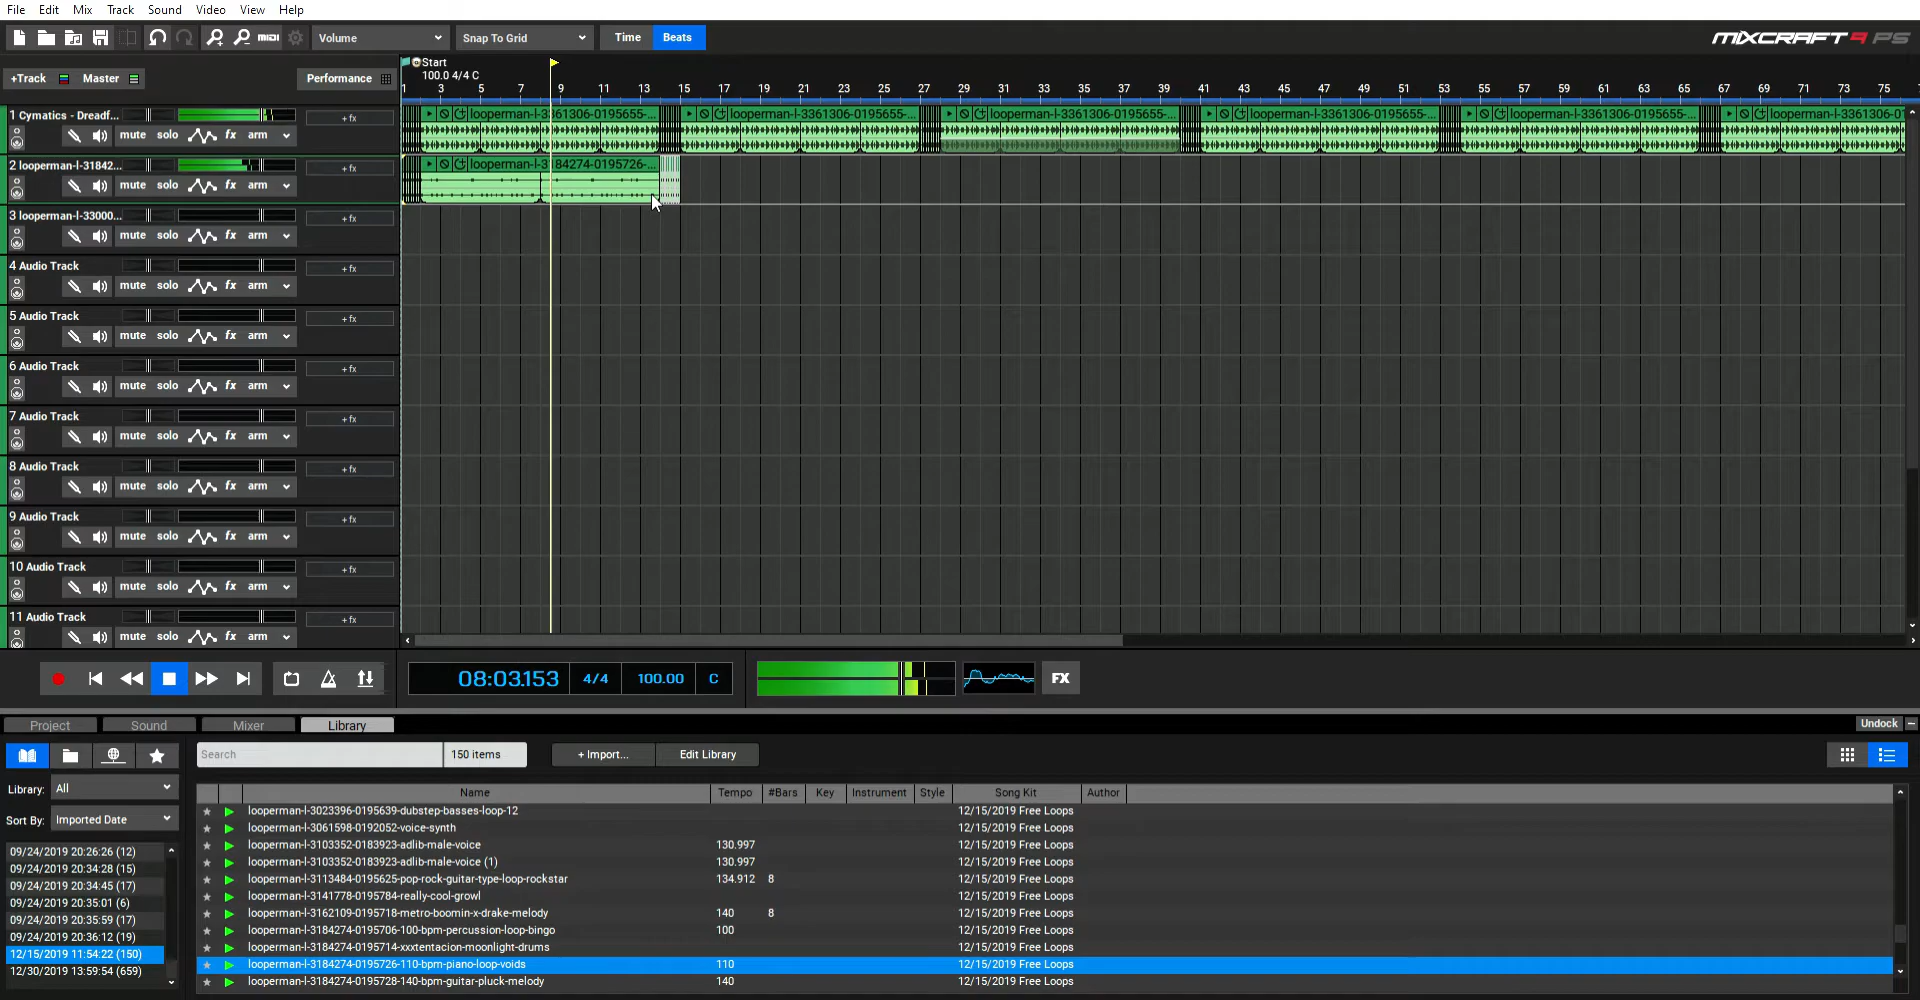 File Edit Mix Track Sound Video View Help
MIDI Volume Snap To Grid Time Beats MIXCRAFT 9 PS
+Track Master Performance
Start
100.0 4/4 C
1 3 5 7 9 11 13 15 17 19 21 23 25 27 29 31 33 35 37 39 41 43 45 47 49 51 53 55 57 59 61 63 65 67 69 71 73 75
1 Cymatics - Dreadf... + fx
mute solo fx arm
looperman-l-3361306-0195655-... looperman-l-3361306-0195655-... looperman-l-3361306-0195655-... looperman-l-3361306-0195655-... looperman-l-3361306-0195655-... looperman-l-3361306-01
2 looperman-l-31842... + fx
mute solo fx arm
looperman-l-3184274-0195726-...
3 looperman-l-33000... + fx
mute solo fx arm
4 Audio Track + fx
mute solo fx arm
5 Audio Track + fx
mute solo fx arm
6 Audio Track + fx
mute solo fx arm
7 Audio Track + fx
mute solo fx arm
8 Audio Track + fx
mute solo fx arm
9 Audio Track + fx
mute solo fx arm
10 Audio Track + fx
mute solo fx arm
11 Audio Track + fx
mute solo fx arm
08:03.153 4/4 100.00 C FX
Project Sound Mixer Library Undock
Search 150 items + Import... Edit Library
Library: All
Sort By: Imported Date
09/24/2019 20:26:26 (12)
09/24/2019 20:34:28 (15)
09/24/2019 20:34:45 (17)
09/24/2019 20:35:01 (6)
09/24/2019 20:35:59 (17)
09/24/2019 20:36:12 (19)
12/15/2019 11:54:22 (150)
12/30/2019 13:59:54 (659)
Name Tempo #Bars Key Instrument Style Song Kit Author
looperman-l-3023396-0195639-dubstep-basses-loop-12 12/15/2019 Free Loops
looperman-l-3061598-0192052-voice-synth 12/15/2019 Free Loops
looperman-l-3103352-0183923-adlib-male-voice 130.997 12/15/2019 Free Loops
looperman-l-3103352-0183923-adlib-male-voice (1) 130.997 12/15/2019 Free Loops
looperman-l-3113484-0195625-pop-rock-guitar-type-loop-rockstar 134.912 8 12/15/2019 Free Loops
looperman-l-3141778-0195784-really-cool-growl 12/15/2019 Free Loops
looperman-l-3162109-0195718-metro-boomin-x-drake-melody 140 8 12/15/2019 Free Loops
looperman-l-3184274-0195706-100-bpm-percussion-loop-bingo 100 12/15/2019 Free Loops
looperman-l-3184274-0195714-xxxtentacion-moonlight-drums 12/15/2019 Free Loops
looperman-l-3184274-0195726-110-bpm-piano-loop-voids 110 12/15/2019 Free Loops
looperman-l-3184274-0195728-140-bpm-guitar-pluck-melody 140 12/15/2019 Free Loops